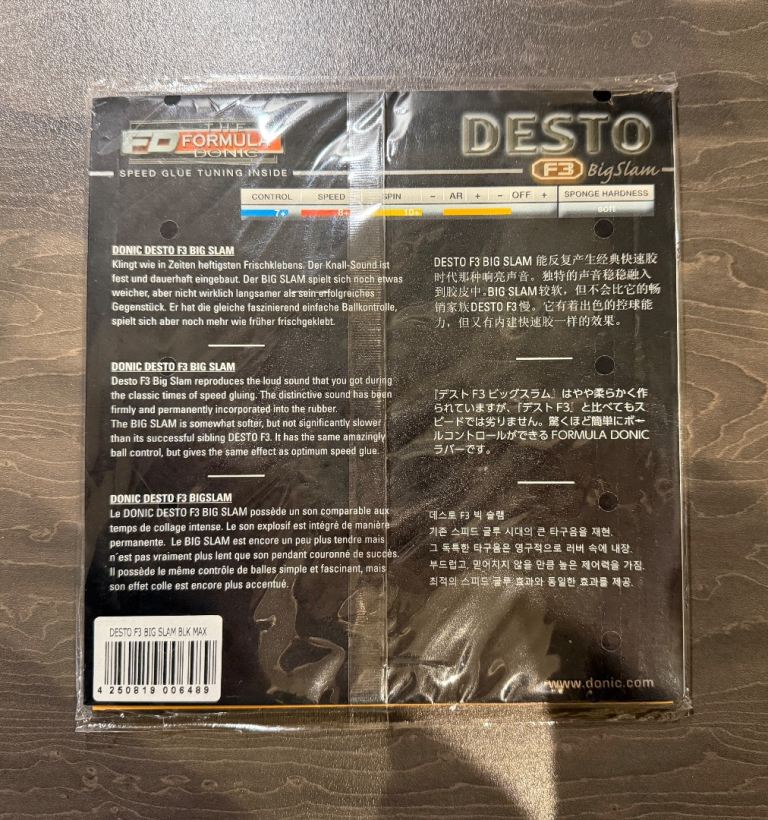 THE
FD FORMULA
DONIC
SPEED GLUE TUNING INSIDE
DESTO
F3 BigSlam
CONTROL SPEED SPIN – AR + – OFF + SPONGE HARDNESS
7+ 8+ 10+ soft
DONIC DESTO F3 BIG SLAM
Klingt wie in Zeiten heftigsten Frischklebens. Der Knall-Sound ist
fest und dauerhaft eingebaut. Der BIG SLAM spielt sich noch etwas
weicher, aber nicht wirklich langsamer als sein erfolgreiches
Gegenstück. Er hat die gleiche faszinierend einfache Ballkontrolle,
spielt sich aber noch mehr wie früher frischgeklebt.
DONIC DESTO F3 BIG SLAM
Desto F3 Big Slam reproduces the loud sound that you got during
the classic times of speed gluing. The distinctive sound has been
firmly and permanently incorporated into the rubber.
The BIG SLAM is somewhat softer, but not significantly slower
than its successful sibling DESTO F3. It has the same amazingly
ball control, but gives the same effect as optimum speed glue.
DONIC DESTO F3 BIGSLAM
Le DONIC DESTO F3 BIG SLAM possède un son comparable aux
temps de collage intense. Le son explosif est intégré de manière
permanente. Le BIG SLAM est encore un peu plus tendre mais
n´est pas vraiment plus lent que son pendant couronné de succès.
Il possède le même contrôle de balles simple et fascinant, mais
son effet colle est encore plus accentué.
DESTO F3 BIG SLAM 能反复产生经典快速胶
时代那种响亮声音。独特的声音稳稳融入
到胶皮中。BIG SLAM较软，但不会比它的畅
销家族DESTO F3慢。它有着出色的控球能
力，但又有内建快速胶一样的效果。
『デスト F3 ビッグスラム』はやや柔らかく作
られていますが、『デスト F3』と比べてもス
ピードでは劣りません。驚くほど簡単にボー
ルコントロールができる FORMULA DONIC
ラバーです。
데스토 F3 빅 슬램
기존 스피드 글루 시대의 큰 타구음을 재현.
그 독특한 타구음은 영구적으로 러버 속에 내장.
부드럽고, 믿어지지 않을 만큼 높은 제어력을 가짐.
최적의 스피드 글루 효과와 동일한 효과를 제공.
DESTO F3 BIG SLAM BLK MAX
4 250819 006489
www.donic.com